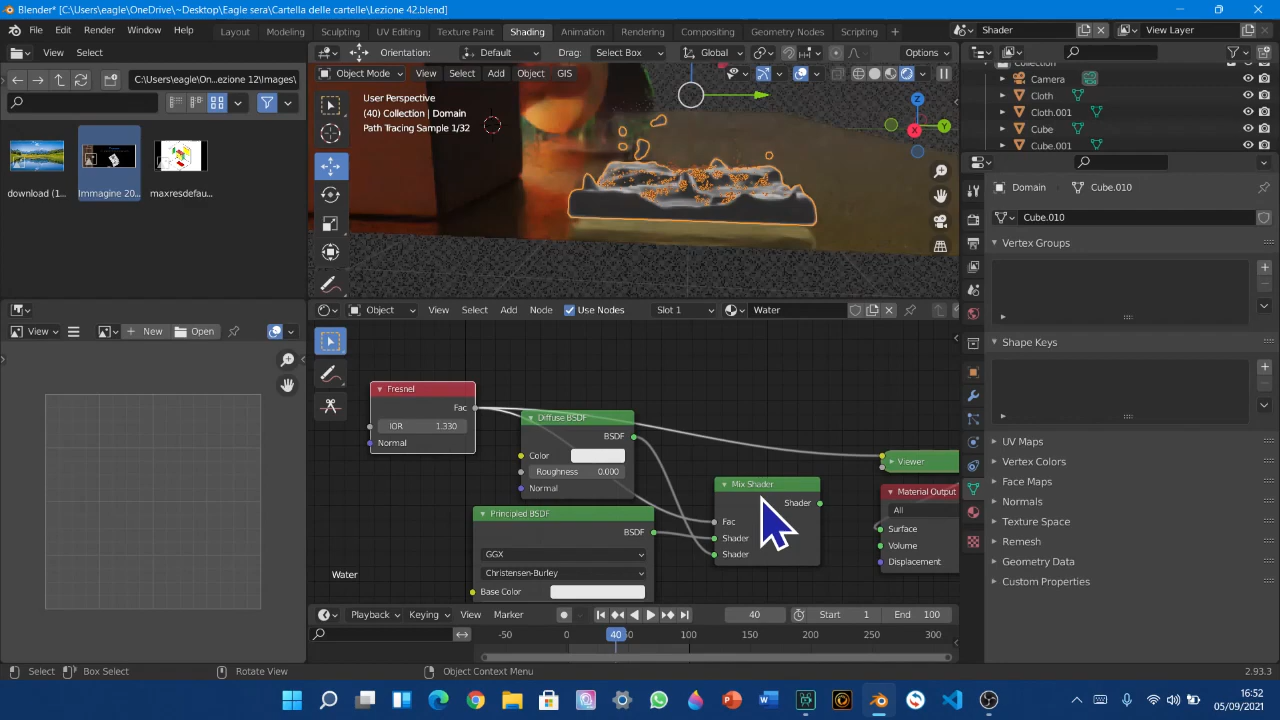 Blender* [C:\Users\eagle\OneDrive\~Desktop\Eagle sera\Cartella delle cartelle\Lezione 42.blend]
File Edit Render Window Help Layout Modeling Sculpting UV Editing Texture Paint Shading Animation Rendering Compositing Geometry Nodes Scripting + Shader View Layer
View Select Orientation: Default Drag: Select Box Global Options
C:\Users\eagle\On...ezione 12\Images\ Object Mode View Select Add Object GIS
Collection
Camera
Cloth
Cloth.001
Cube
Cube.001
User Perspective
(40) Collection | Domain
Path Tracing Sample 1/32
X Y Z
download (1... Immagine 20... maxresdefau...
Domain Cube.010
Cube.010
Vertex Groups
Shape Keys
UV Maps
Vertex Colors
Face Maps
Normals
Texture Space
Remesh
Geometry Data
Custom Properties
View New Open
Object View Select Add Node Use Nodes Slot 1 Water
Fresnel
Fac
IOR 1.330
Normal
Diffuse BSDF
BSDF
Color
Roughness 0.000
Normal
Principled BSDF
BSDF
GGX
Christensen-Burley
Base Color
Mix Shader
Shader
Fac
Shader
Shader
Viewer
Material Output
All
Surface
Volume
Displacement
Water
Playback Keying View Marker 40 Start 1 End 100
-50 0 40 50 100 150 200 250 300
Select Box Select Rotate View Object Context Menu 2.93.3
16:52
05/09/2021